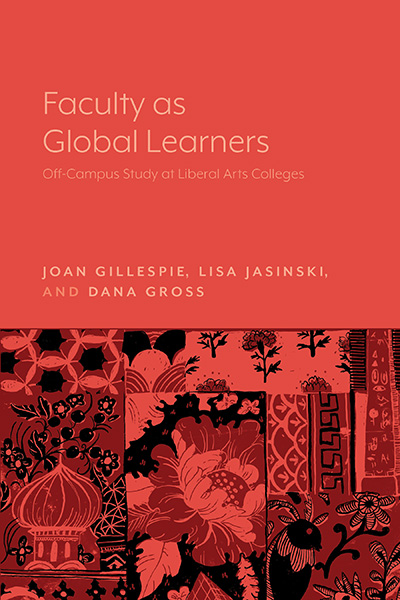 Faculty as
Global Learners
Off-Campus Study at Liberal Arts Colleges
JOAN GILLESPIE, LISA JASINSKI,
AND DANA GROSS